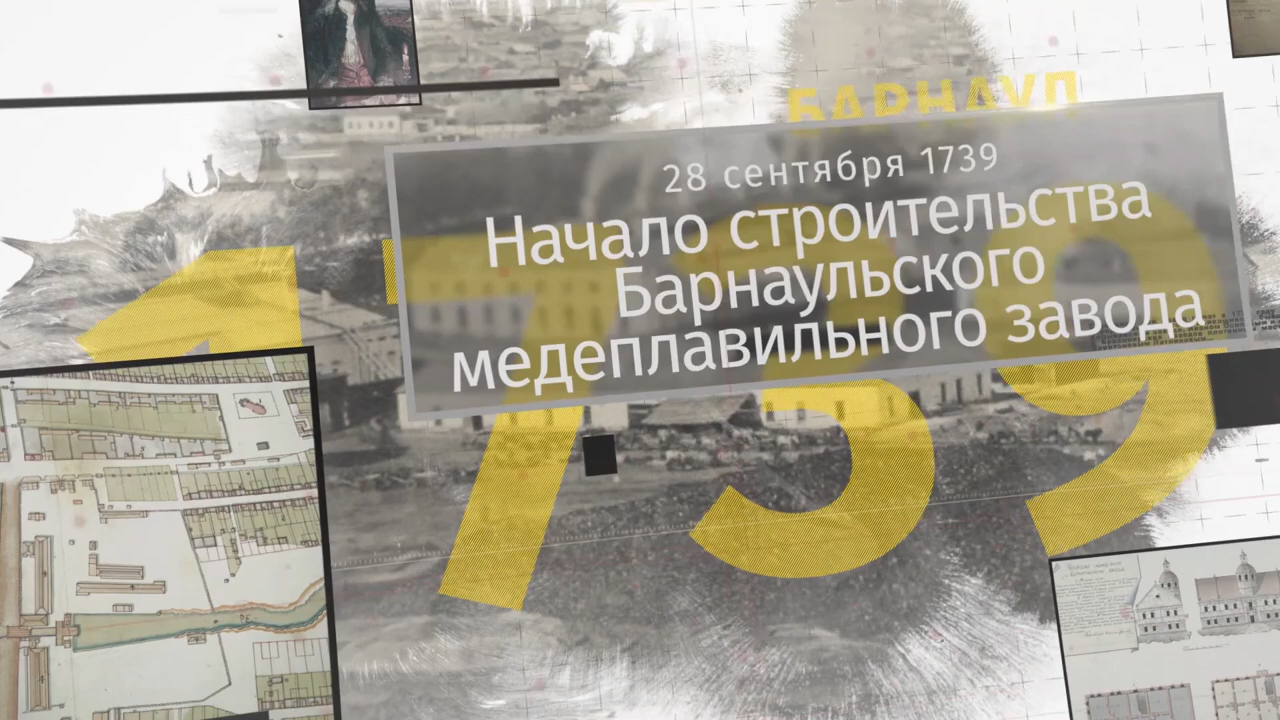 БАРНАУЛ
28 сентября 1739
Начало строительства
Барнаульского
медеплавильного завода
1739